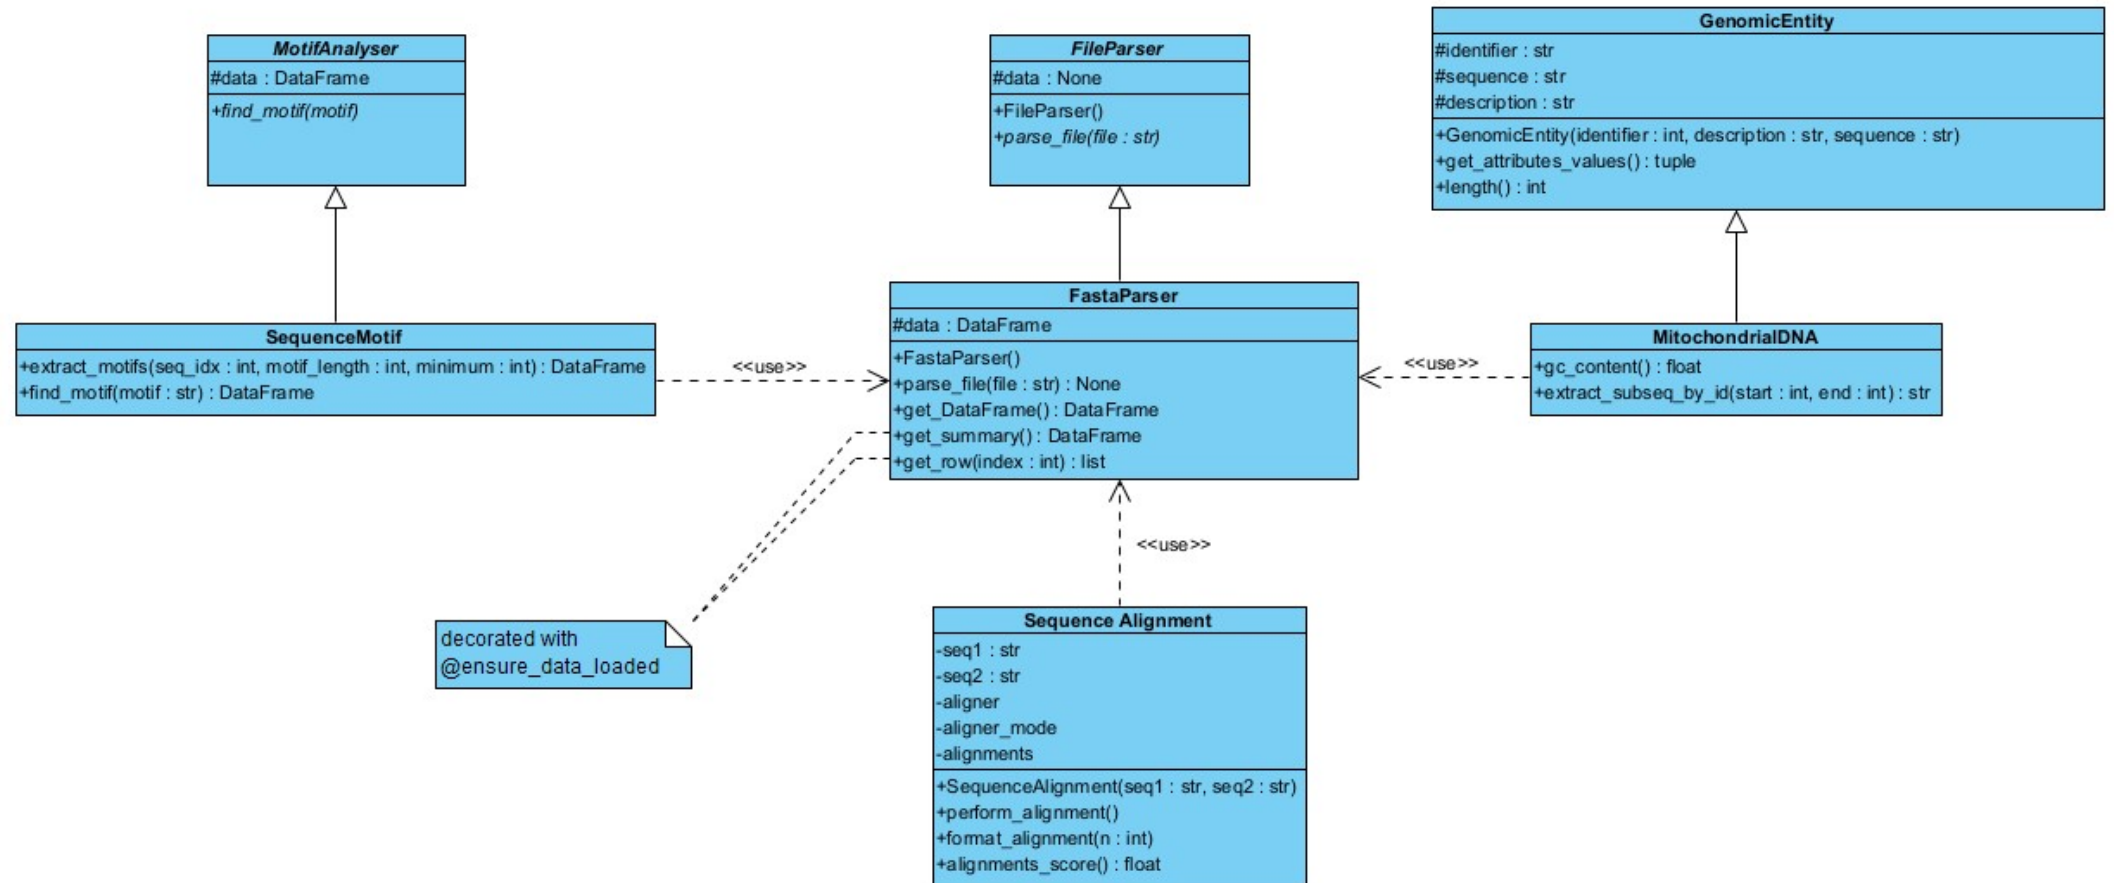 MotifAnalyser
#data : DataFrame
+find_motif(motif)
FileParser
#data : None
+FileParser()
+parse_file(file : str)
GenomicEntity
#identifier : str
#sequence : str
#description : str
+GenomicEntity(identifier : int, description : str, sequence : str)
+get_attributes_values() : tuple
+length() : int
SequenceMotif
+extract_motifs(seq_idx : int, motif_length : int, minimum : int) : DataFrame
+find_motif(motif : str) : DataFrame
<<use>>
FastaParser
#data : DataFrame
+FastaParser()
+parse_file(file : str) : None
+get_DataFrame() : DataFrame
+get_summary() : DataFrame
+get_row(index : int) : list
<<use>>
MitochondrialDNA
+gc_content() : float
+extract_subseq_by_id(start : int, end : int) : str
<<use>>
decorated with
@ensure_data_loaded
Sequence Alignment
-seq1 : str
-seq2 : str
-aligner
-aligner_mode
-alignments
+SequenceAlignment(seq1 : str, seq2 : str)
+perform_alignment()
+format_alignment(n : int)
+alignments_score() : float